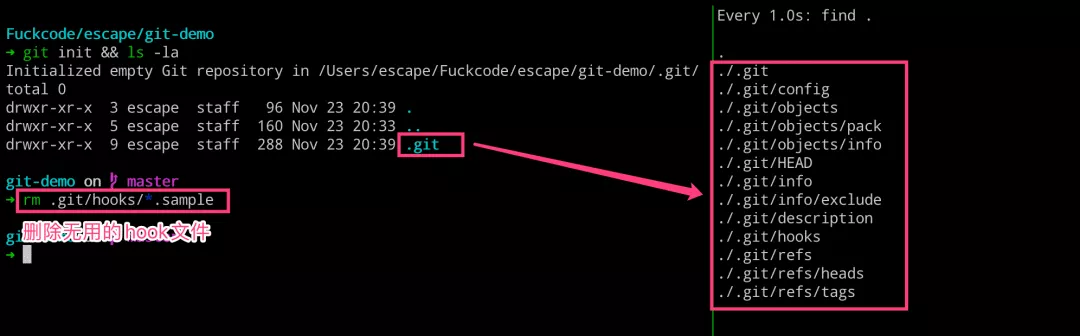 Fuckcode/escape/git-demo
➜ git init && ls -la
Initialized empty Git repository in /Users/escape/Fuckcode/escape/git-demo/.git/
total 0
drwxr-xr-x  3 escape  staff   96 Nov 23 20:39 .
drwxr-xr-x  5 escape  staff  160 Nov 23 20:33 ..
drwxr-xr-x  9 escape  staff  288 Nov 23 20:39 .git
git-demo on master
➜ rm .git/hooks/*.sample
删除无用的hook文件
➜
Every 1.0s: find .
.
./.git
./.git/config
./.git/objects
./.git/objects/pack
./.git/objects/info
./.git/HEAD
./.git/info
./.git/info/exclude
./.git/description
./.git/hooks
./.git/refs
./.git/refs/heads
./.git/refs/tags